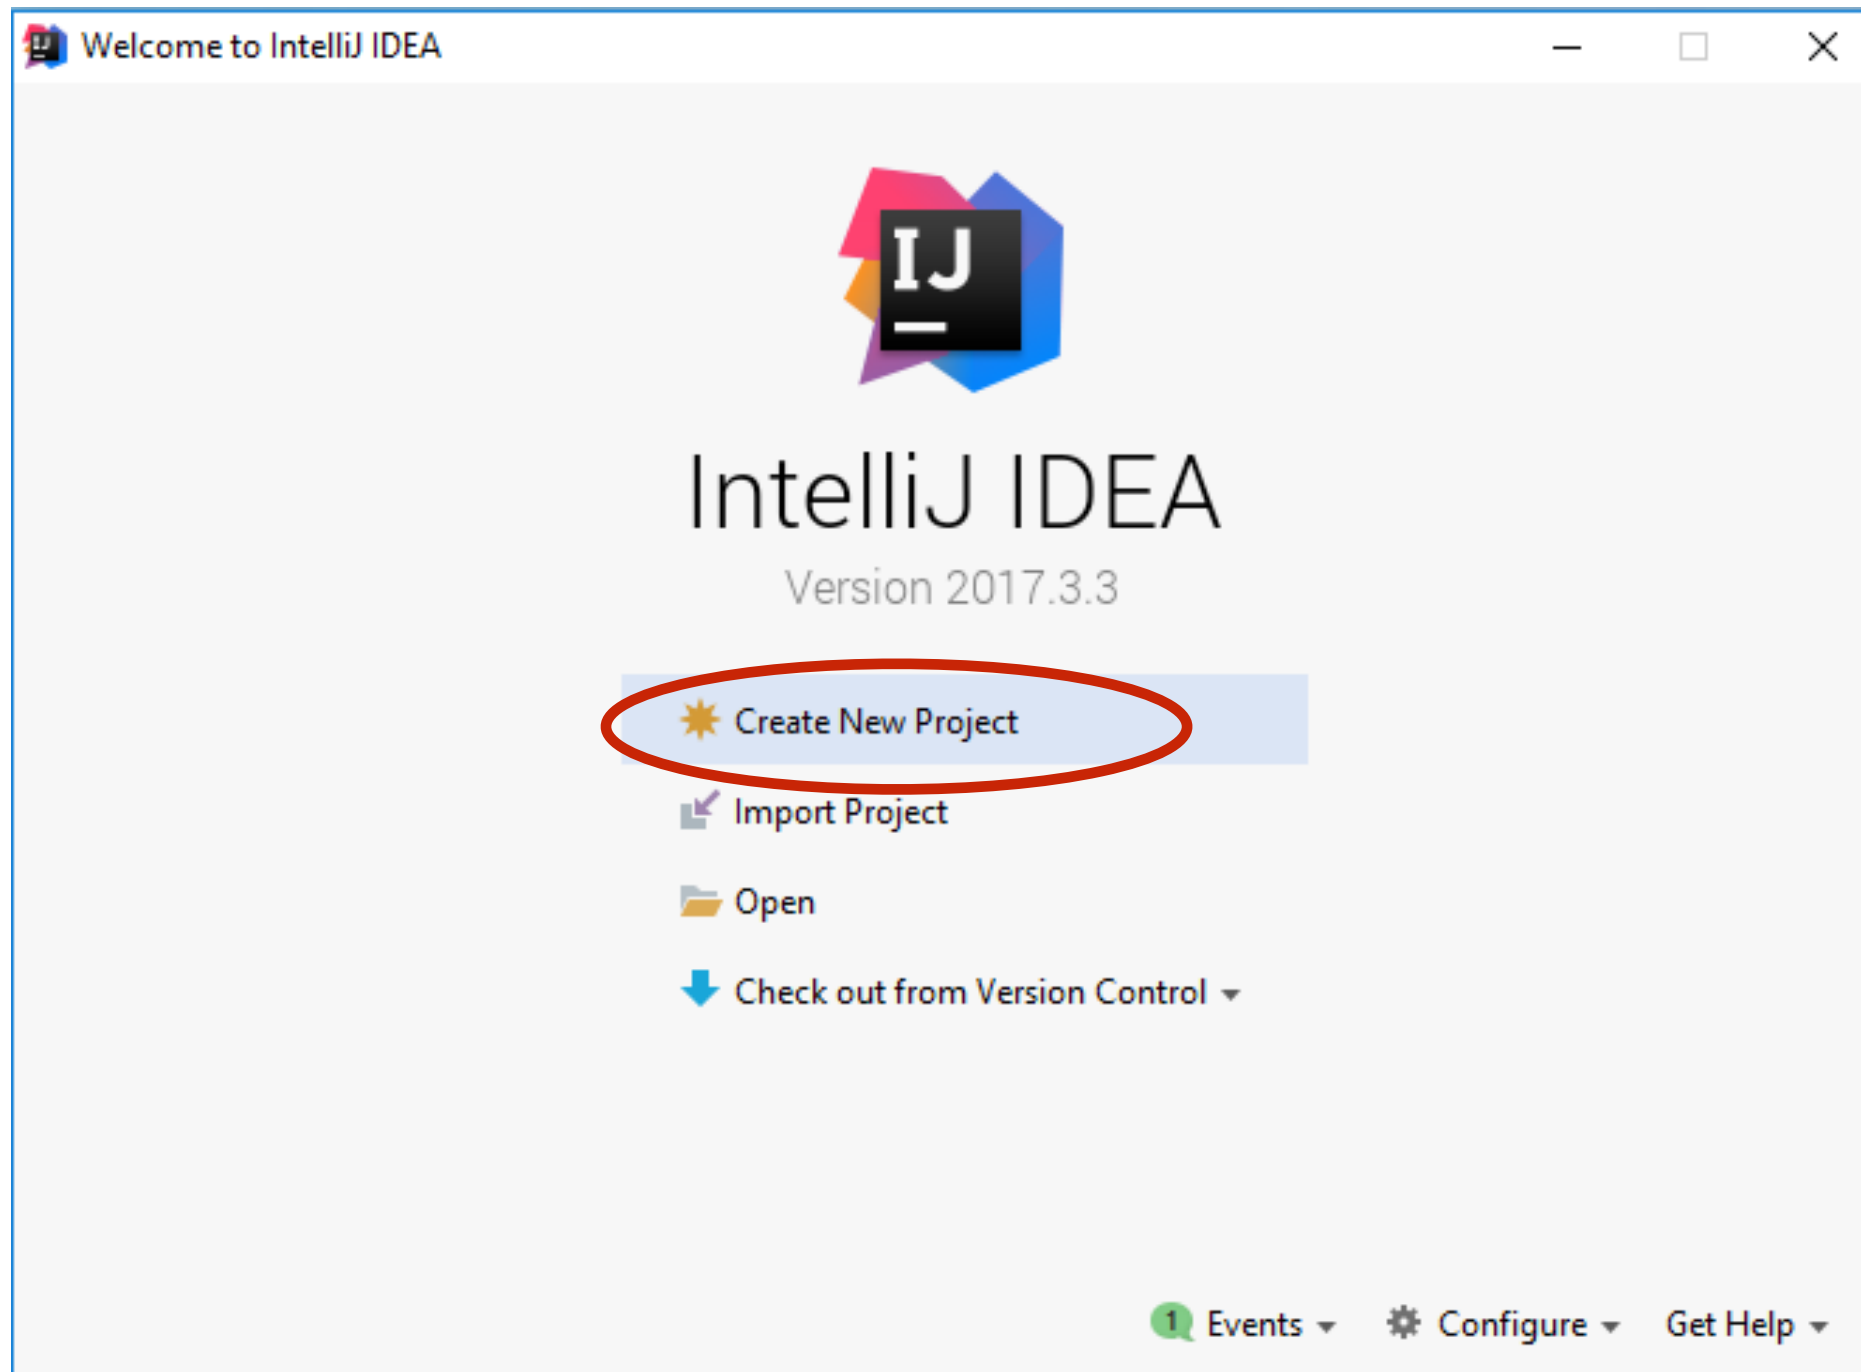 Welcome to IntelliJ IDEA
IJ
IntelliJ IDEA
Version 2017.3.3
Create New Project
Import Project
Open
Check out from Version Control
1 Events Configure Get Help